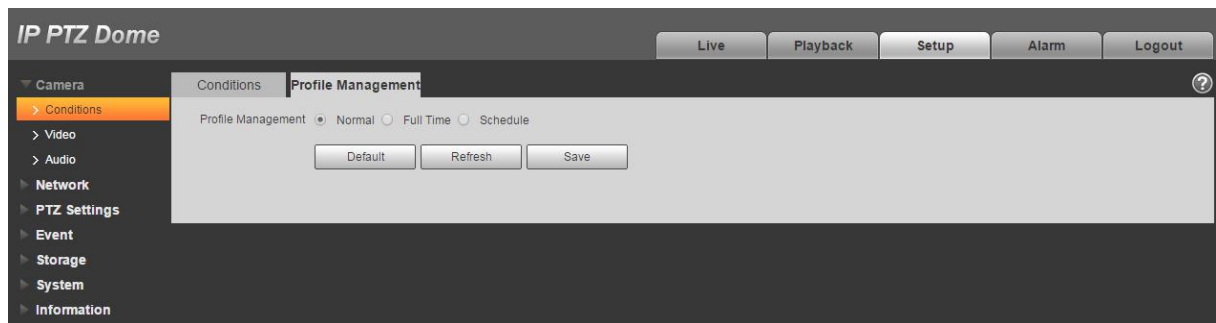 IP PTZ Dome
Live Playback Setup Alarm Logout
Camera
Conditions
Video
Audio
Network
PTZ Settings
Event
Storage
System
Information
Conditions Profile Management
?
Profile Management Normal Full Time Schedule
Default Refresh Save